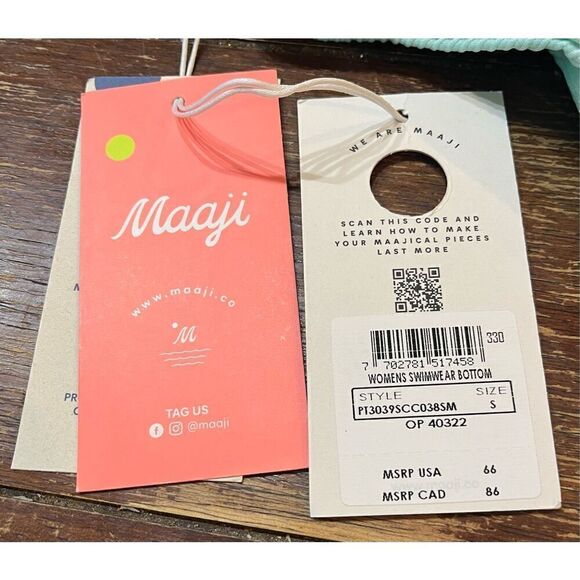 Maaji
www.maaji.co
M
TAG US
@maaji
WE ARE MAAJI
SCAN THIS CODE AND
LEARN HOW TO MAKE
YOUR MAAJICAL PIECES
LAST MORE
330
7 702781 517458
WOMENS SWIMWEAR BOTTOM
STYLE SIZE
PT3039SCC038SM S
OP 40322
MSRP USA 66
MSRP CAD 86
M
PR